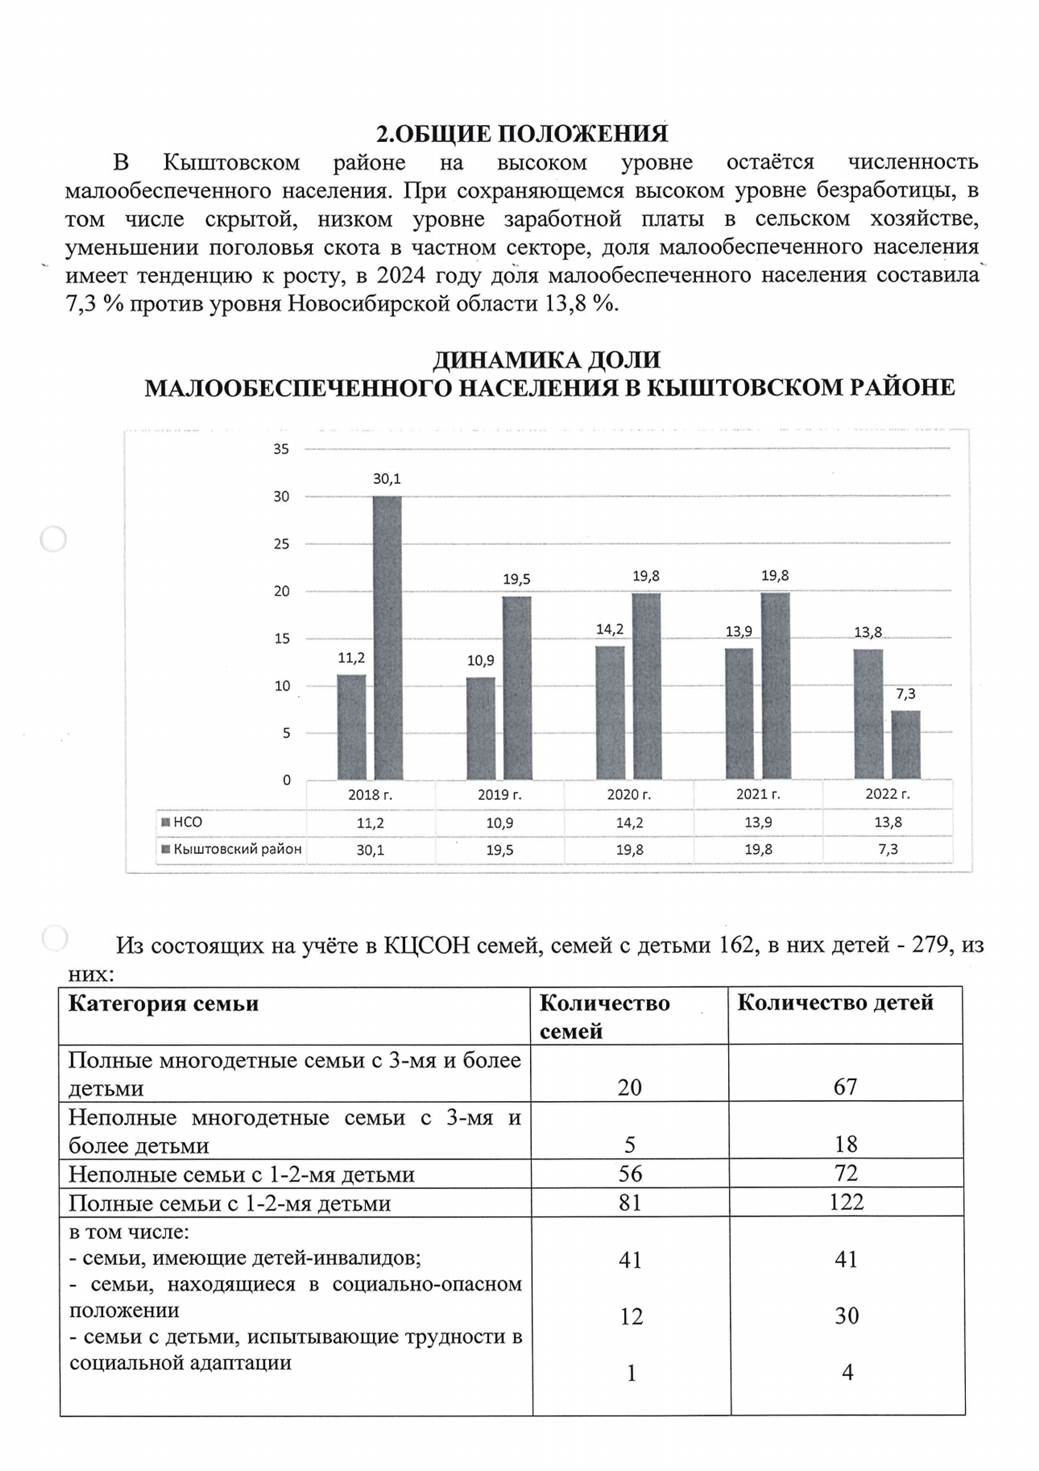 2.ОБЩИЕ ПОЛОЖЕНИЯ
В Кыштовском районе на высоком уровне остаётся численность
малообеспеченного населения. При сохраняющемся высоком уровне безработицы, в
том числе скрытой, низком уровне заработной платы в сельском хозяйстве,
уменьшении поголовья скота в частном секторе, доля малообеспеченного населения
имеет тенденцию к росту, в 2024 году доля малообеспеченного населения составила
7,3 % против уровня Новосибирской области 13,8 %.
ДИНАМИКА ДОЛИ
МАЛООБЕСПЕЧЕННОГО НАСЕЛЕНИЯ В КЫШТОВСКОМ РАЙОНЕ
35
30,1
30
25
20
19,5 19,8 19,8
15
11,2 10,9 14,2 13,9 13,8
10
7,3
5
0
2018 г. 2019 г. 2020 г. 2021 г. 2022 г.
НСО 11,2 10,9 14,2 13,9 13,8
Кыштовский район 30,1 19,5 19,8 19,8 7,3
Из состоящих на учёте в КЦСОН семей, семей с детьми 162, в них детей - 279, из
них:
Категория семьи Количество Количество детей
семей
Полные многодетные семьи с 3-мя и более
детьми 20 67
Неполные многодетные семьи с 3-мя и
более детьми 5 18
Неполные семьи с 1-2-мя детьми 56 72
Полные семьи с 1-2-мя детьми 81 122
в том числе:
- семьи, имеющие детей-инвалидов; 41 41
- семьи, находящиеся в социально-опасном
положении 12 30
- семьи с детьми, испытывающие трудности в
социальной адаптации 1 4